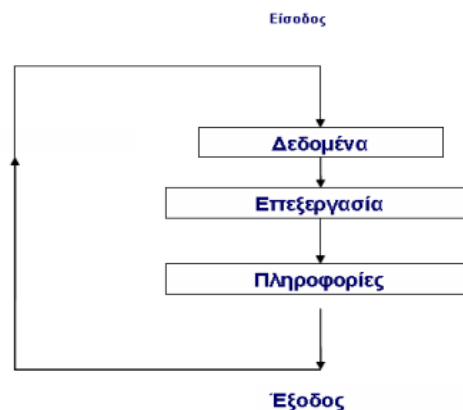 Είσοδος
Δεδομένα
Επεξεργασία
Πληροφορίες
Έξοδος